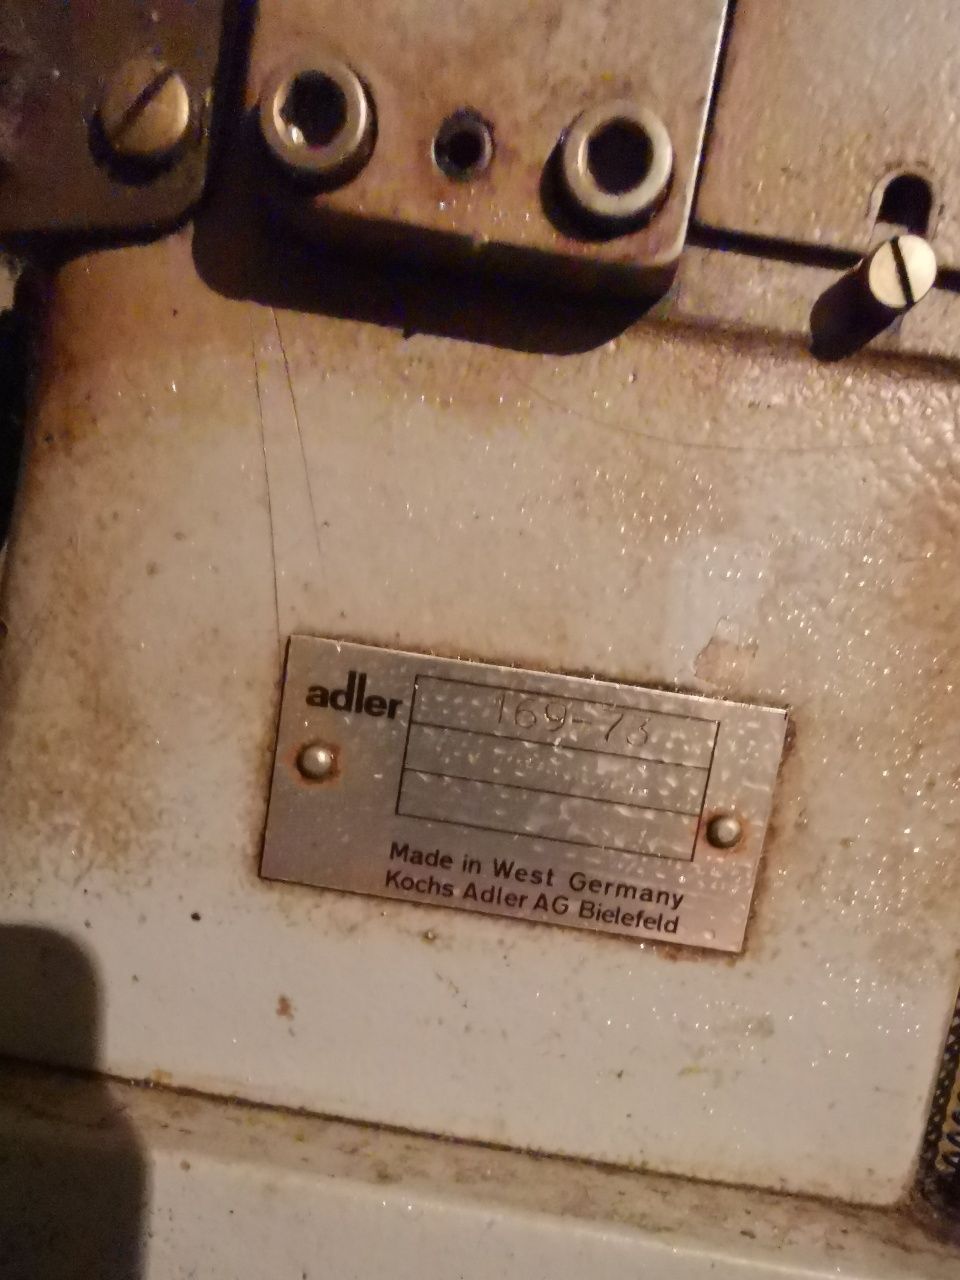 adler
169-73
Made in West Germany
Kochs Adler AG Bielefeld